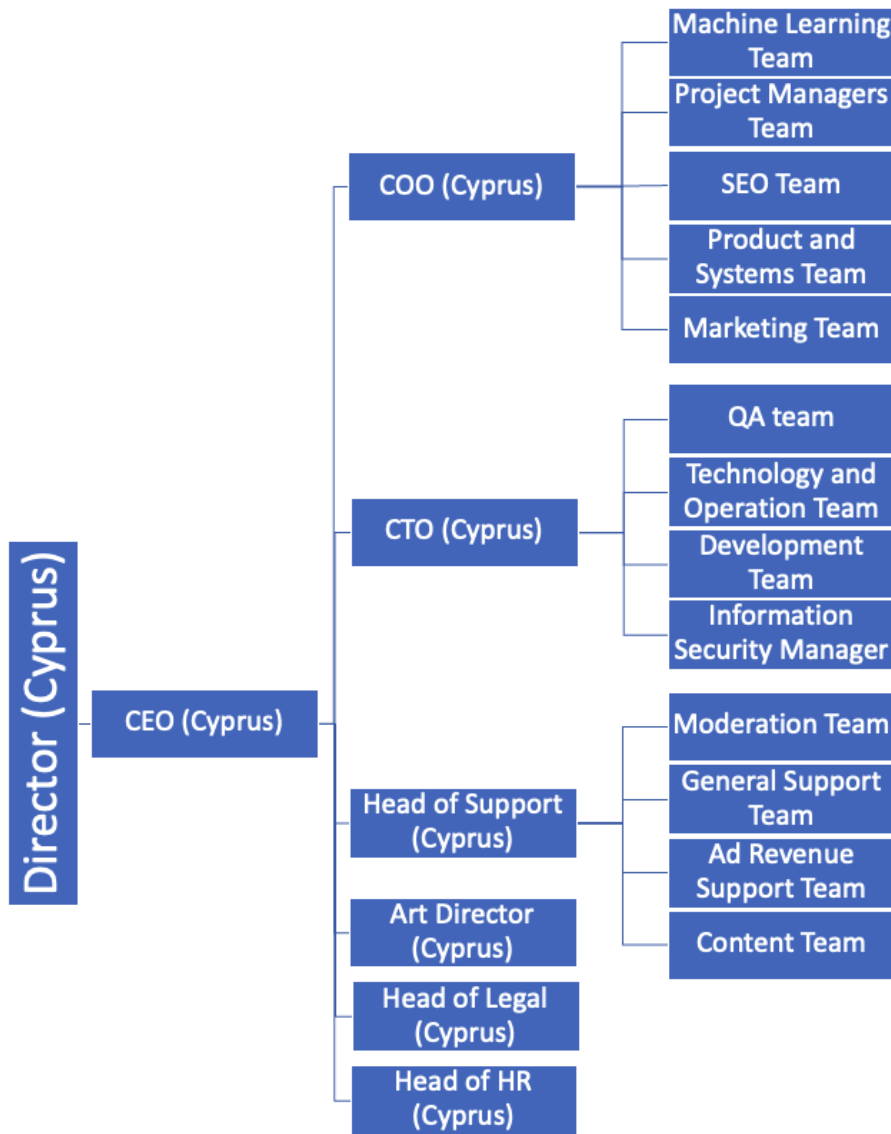 Director (Cyprus)
CEO (Cyprus)
COO (Cyprus)
Machine Learning
Team
Project Managers
Team
SEO Team
Product and
Systems Team
Marketing Team
CTO (Cyprus)
QA team
Technology and
Operation Team
Development
Team
Information
Security Manager
Head of Support
(Cyprus)
Moderation Team
General Support
Team
Ad Revenue
Support Team
Content Team
Art Director
(Cyprus)
Head of Legal
(Cyprus)
Head of HR
(Cyprus)